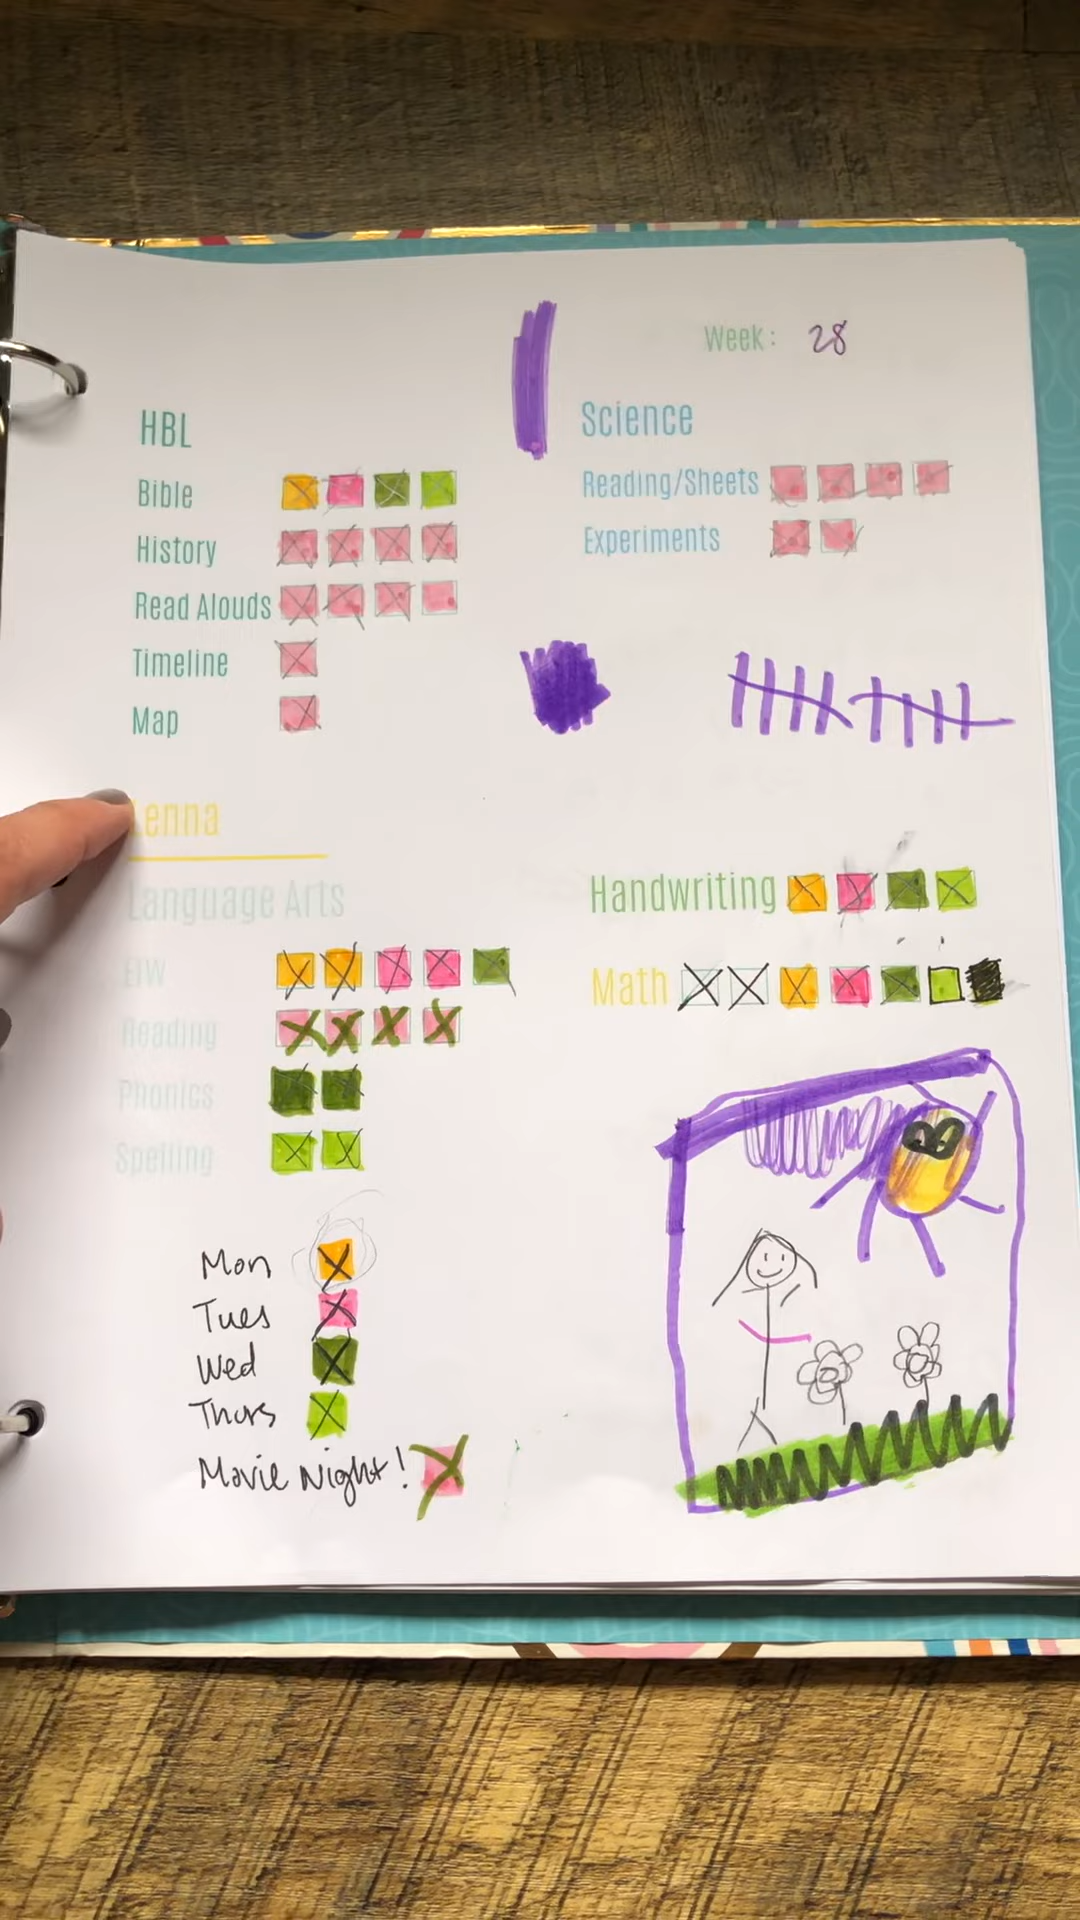 Week: 28
HBL
Bible
History
Read Alouds
Timeline
Map
Science
Reading/Sheets
Experiments
Lenna
Language Arts
EIW
Reading
Phonics
Spelling
Handwriting
Math
Mon
Tues
Wed
Thurs
Movie Night!